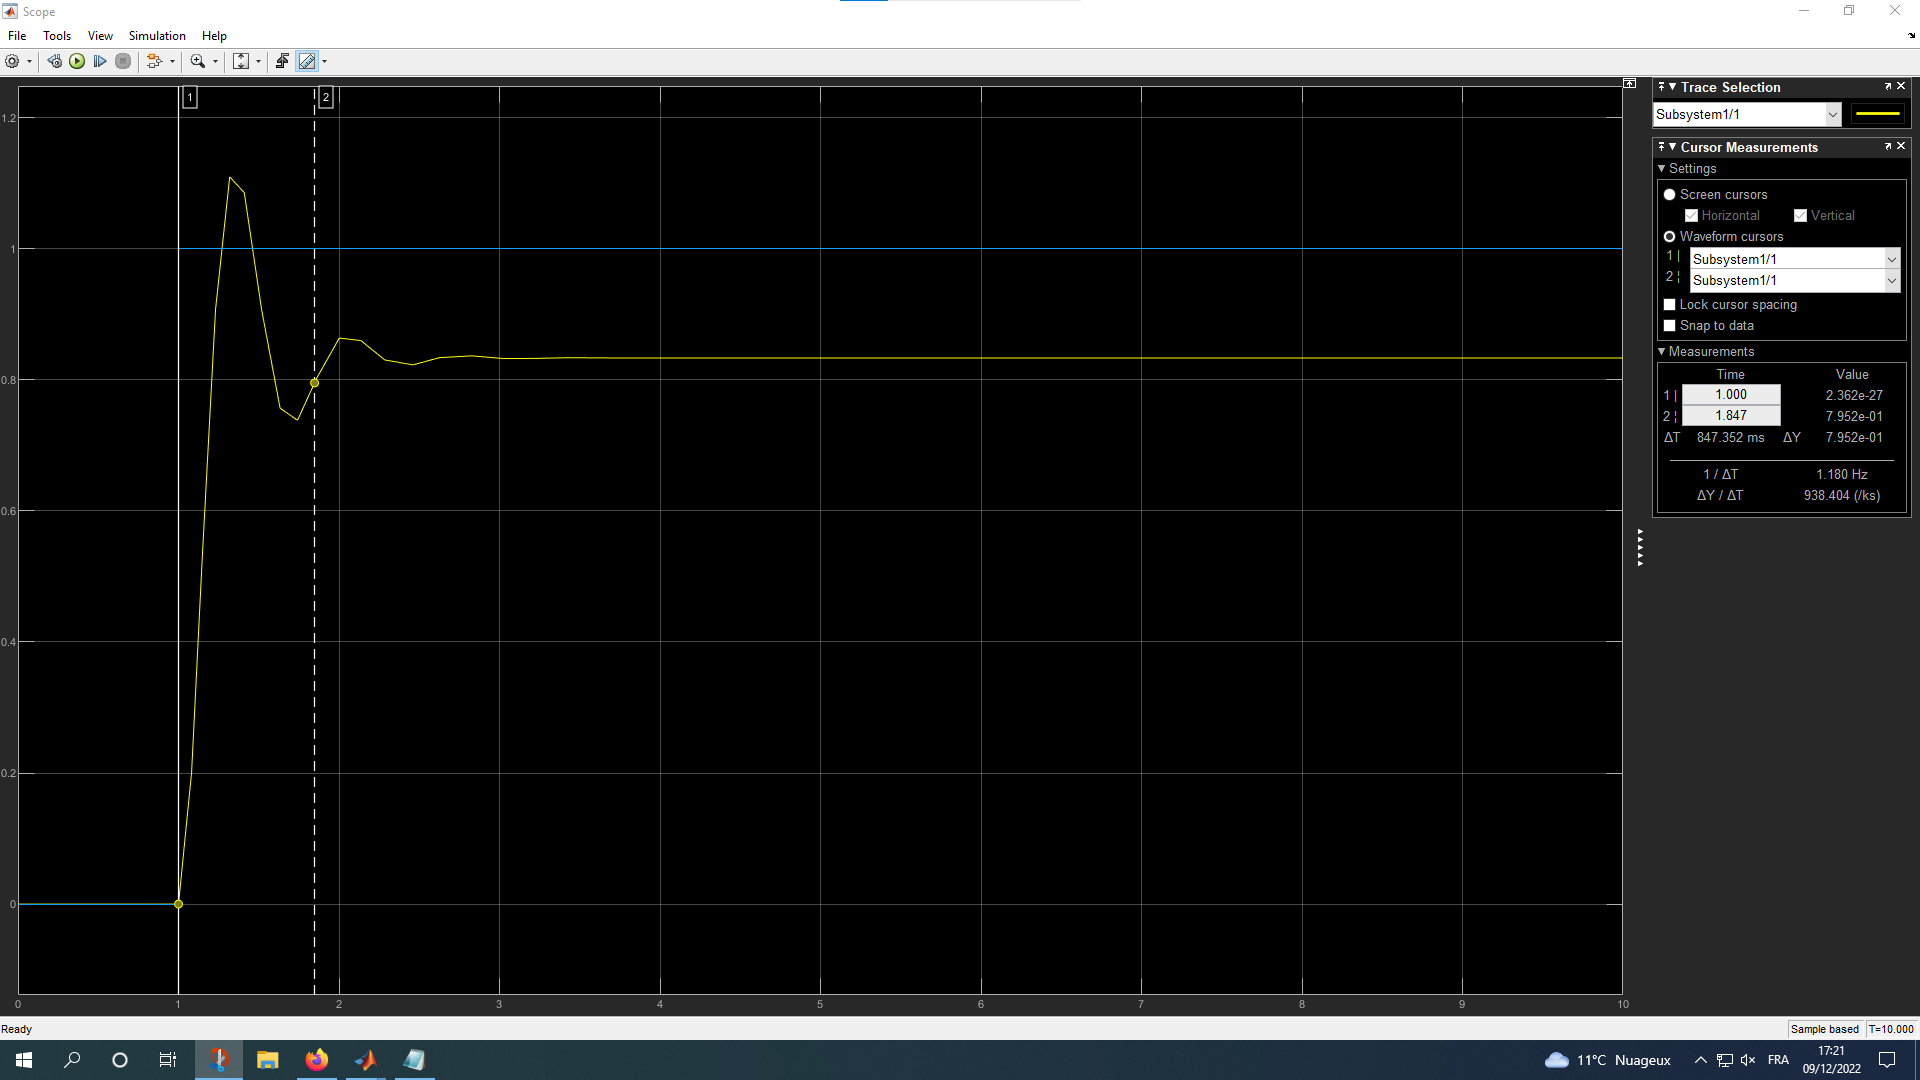 Scope
File Tools View Simulation Help
1 2
1.2
1
0.8
0.6
0.4
0.2
0
0 1 2 3 4 5 6 7 8 9 10
Trace Selection
Subsystem1/1
Cursor Measurements
Settings
Screen cursors
Horizontal Vertical
Waveform cursors
1 | Subsystem1/1
2 ¦ Subsystem1/1
Lock cursor spacing
Snap to data
Measurements
Time Value
1 | 1.000 2.362e-27
2 ¦ 1.847 7.952e-01
ΔT 847.352 ms ΔY 7.952e-01
1 / ΔT 1.180 Hz
ΔY / ΔT 938.404 (/ks)
Ready Sample based T=10.000
11°C Nuageux FRA 17:21
09/12/2022